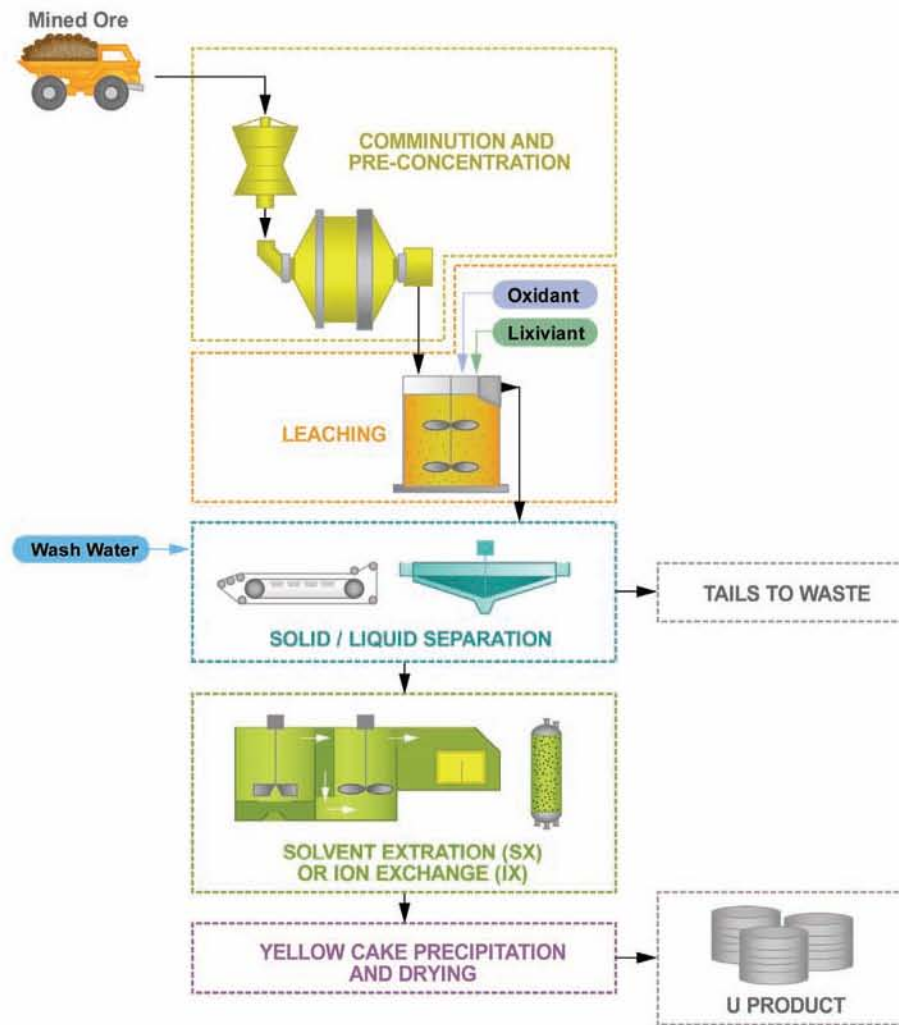 Mined Ore
COMMINUTION AND
PRE-CONCENTRATION
Oxidant
Lixiviant
LEACHING
Wash Water
SOLID / LIQUID SEPARATION
TAILS TO WASTE
SOLVENT EXTRATION (SX)
OR ION EXCHANGE (IX)
YELLOW CAKE PRECIPITATION
AND DRYING
U PRODUCT